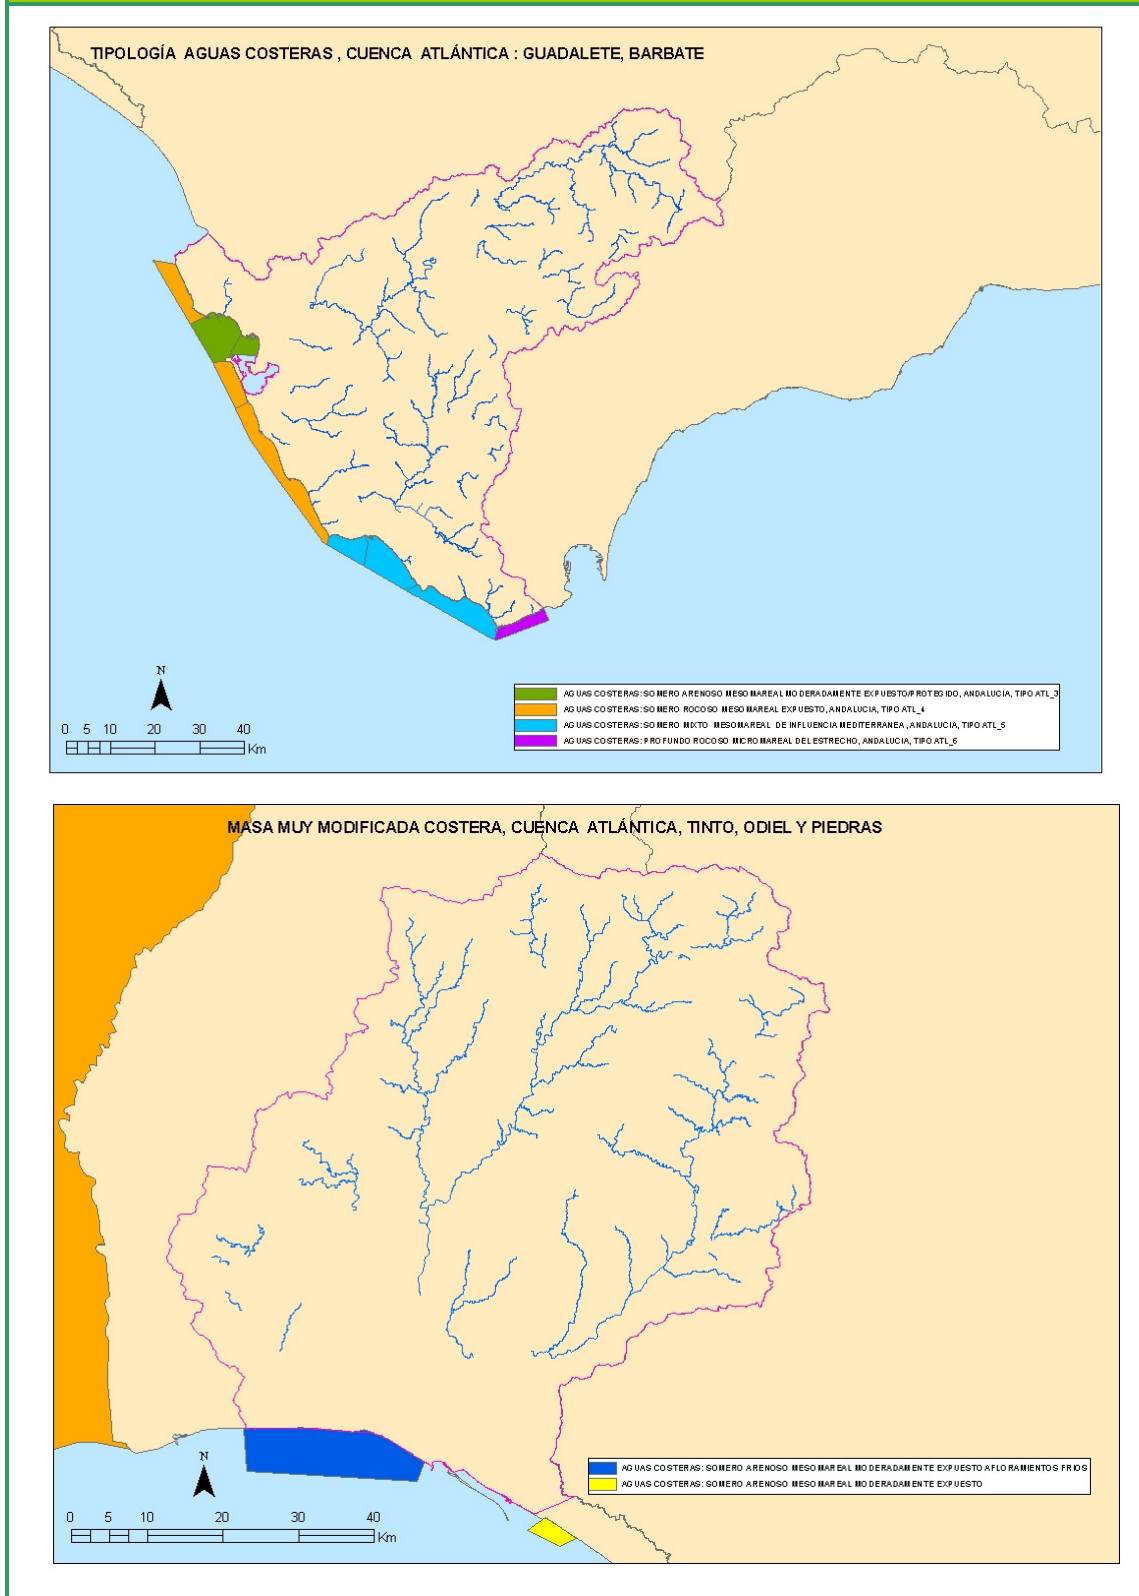 TIPOLOGÍA AGUAS COSTERAS , CUENCA ATLÁNTICA : GUADALETE, BARBATE
N
0 5 10 20 30 40
Km
AGUAS COSTERAS: SOMERO ARENOSO MESOMAREAL MODERADAMENTE EXPUESTO/PROTEGIDO, ANDALUCIA, TIPO ATL_3
AGUAS COSTERAS: SOMERO ROCOSO MESOMAREAL EXPUESTO, ANDALUCIA, TIPO ATL_4
AGUAS COSTERAS: SOMERO MIXTO MESOMAREAL DE INFLUENCIA MEDITERRANEA , ANDALUCIA, TIPO ATL_5
AGUAS COSTERAS: PROFUNDO ROCOSO MICROMAREAL DEL ESTRECHO, ANDALUCIA, TIPO ATL_6
MASA MUY MODIFICADA COSTERA, CUENCA ATLÁNTICA, TINTO, ODIEL Y PIEDRAS
N
0 5 10 20 30 40
Km
AGUAS COSTERAS: SOMERO ARENOSO MESOMAREAL MODERADAMENTE EXPUESTO AFLORAMIENTOS FRIOS
AGUAS COSTERAS: SOMERO ARENOSO MESOMAREAL MODERADAMENTE EXPUESTO